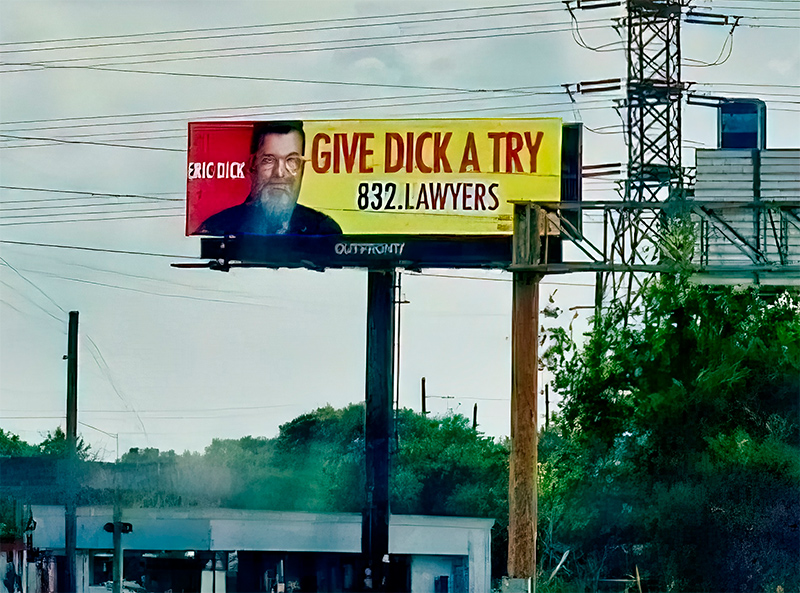 ERIC DICK
GIVE DICK A TRY
832.LAWYERS
OUTFRONT/